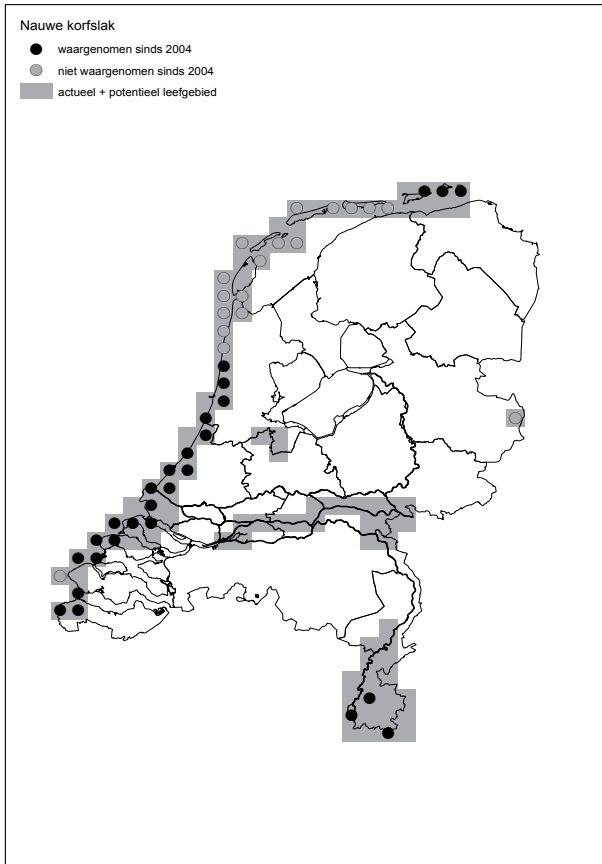 Nauwe korfslak
waargenomen sinds 2004
niet waargenomen sinds 2004
actueel + potentieel leefgebied